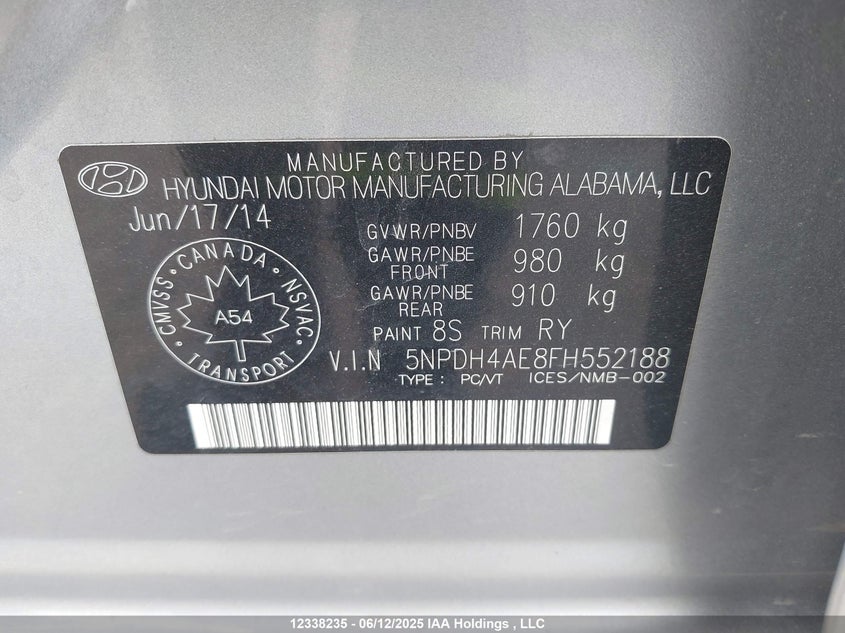 MANUFACTURED BY
HYUNDAI MOTOR MANUFACTURING ALABAMA, LLC
Jun/17/14
GVWR/PNBV 1760 kg
GAWR/PNBE FRONT 980 kg
GAWR/PNBE REAR 910 kg
PAINT 8S TRIM RY
V.I.N 5NPDH4AE8FH552188
TYPE : PC/VT ICES/NMB-002
CMVSS · CANADA · NSVAC
A54
· TRANSPORT ·
12338235 - 06/12/2025 IAA Holdings , LLC